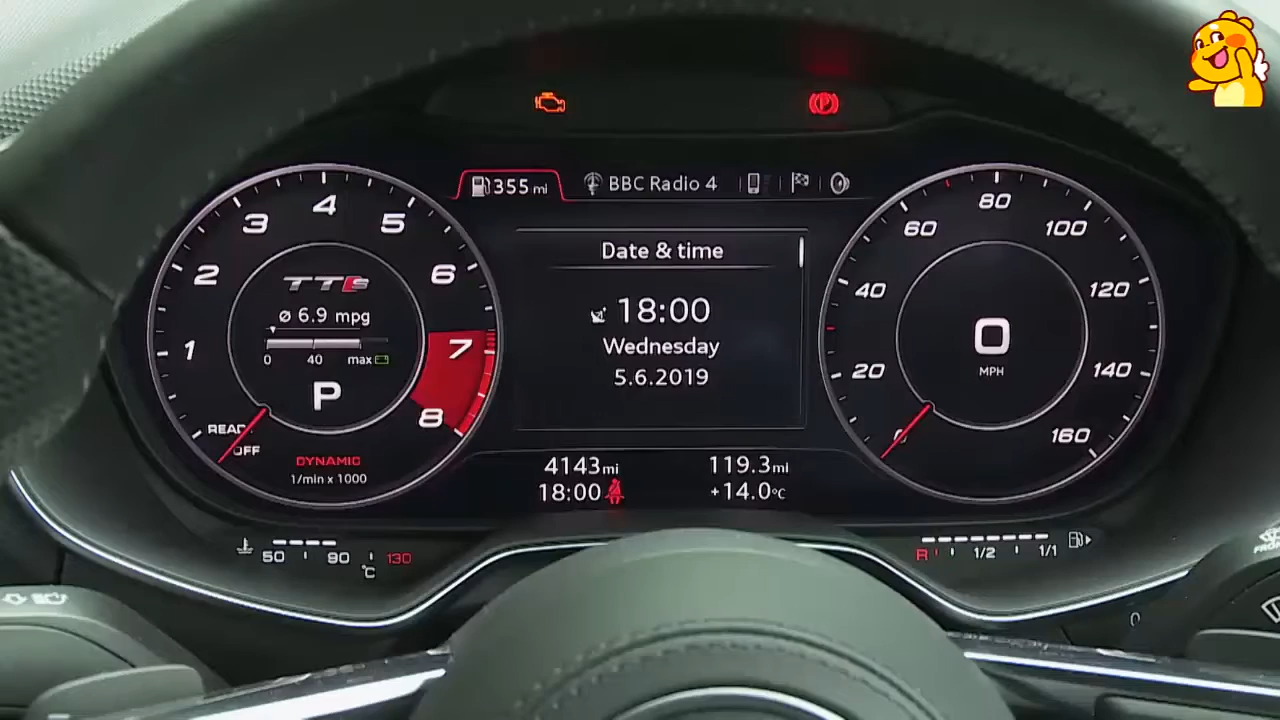 355 mi
BBC Radio 4
Date & time
18:00
Wednesday
5.6.2019
4143 mi
119.3 mi
18:00
+14.0°C
1
2
3
4
5
6
7
8
TTS
ø 6.9 mpg
0 40 max
P
READY
OFF
DYNAMIC
1/min x 1000
0
20
40
60
80
100
120
140
160
0
MPH
50 90 130
°C
R 1/2 1/1
0